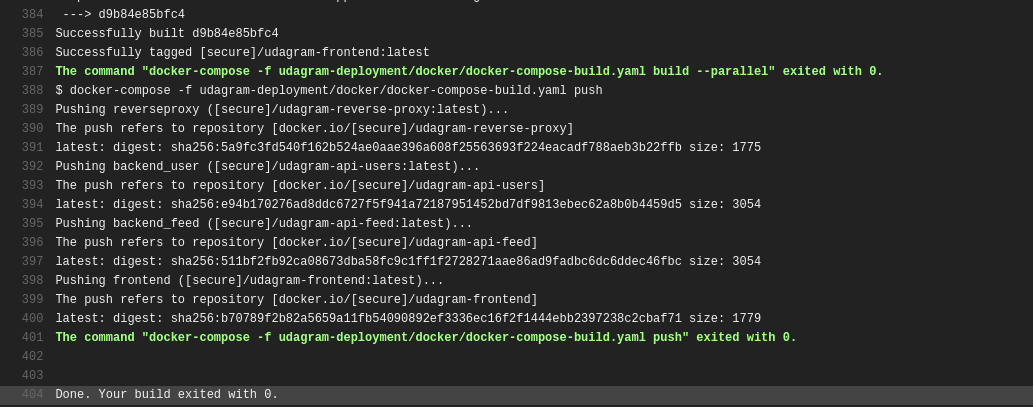 384 ---> d9b84e85bfc4
385 Successfully built d9b84e85bfc4
386 Successfully tagged [secure]/udagram-frontend:latest
387 The command "docker-compose -f udagram-deployment/docker/docker-compose-build.yaml build --parallel" exited with 0.
388 $ docker-compose -f udagram-deployment/docker/docker-compose-build.yaml push
389 Pushing reverseproxy ([secure]/udagram-reverse-proxy:latest)...
390 The push refers to repository [docker.io/[secure]/udagram-reverse-proxy]
391 latest: digest: sha256:5a9fc3fd540f162b524ae0aae396a608f25563693f224eacadf788aeb3b22ffb size: 1775
392 Pushing backend_user ([secure]/udagram-api-users:latest)...
393 The push refers to repository [docker.io/[secure]/udagram-api-users]
394 latest: digest: sha256:e94b170276ad8ddc6727f5f941a72187951452bd7df9813ebec62a8b0b4459d5 size: 3054
395 Pushing backend_feed ([secure]/udagram-api-feed:latest)...
396 The push refers to repository [docker.io/[secure]/udagram-api-feed]
397 latest: digest: sha256:511bf2fb92ca08673dba58fc9c1ff1f2728271aae86ad9fadbc6dc6ddec46fbc size: 3054
398 Pushing frontend ([secure]/udagram-frontend:latest)...
399 The push refers to repository [docker.io/[secure]/udagram-frontend]
400 latest: digest: sha256:b70789f2b82a5659a11fb54090892ef3336ec16f2f1444ebb2397238c2cbaf71 size: 1779
401 The command "docker-compose -f udagram-deployment/docker/docker-compose-build.yaml push" exited with 0.
402
403
404 Done. Your build exited with 0.